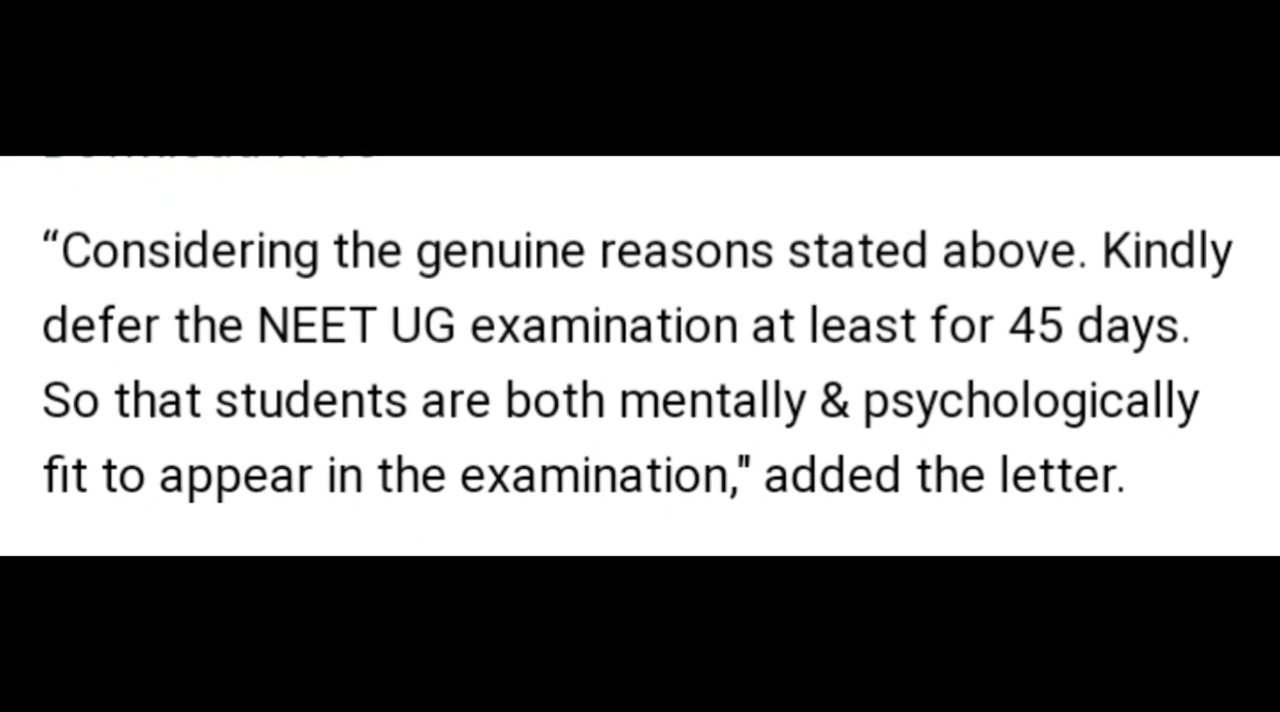 “Considering the genuine reasons stated above. Kindly
defer the NEET UG examination at least for 45 days.
So that students are both mentally & psychologically
fit to appear in the examination," added the letter.